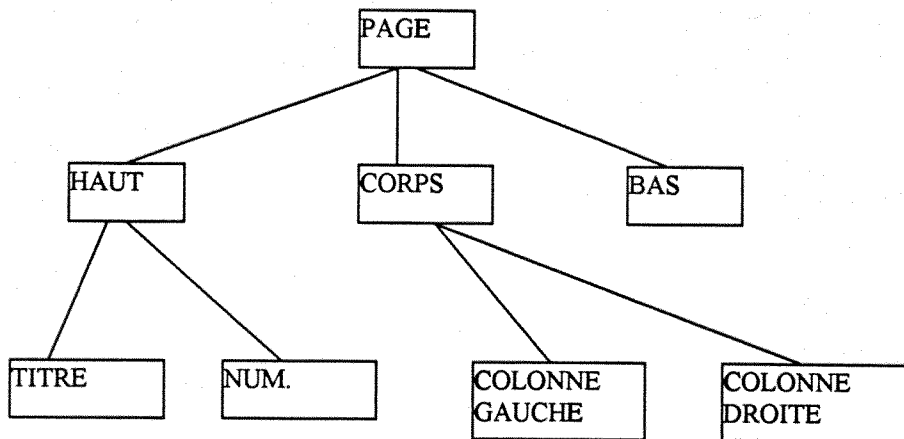 PAGE
HAUT
CORPS
BAS
TITRE
NUM.
COLONNE
GAUCHE
COLONNE
DROITE